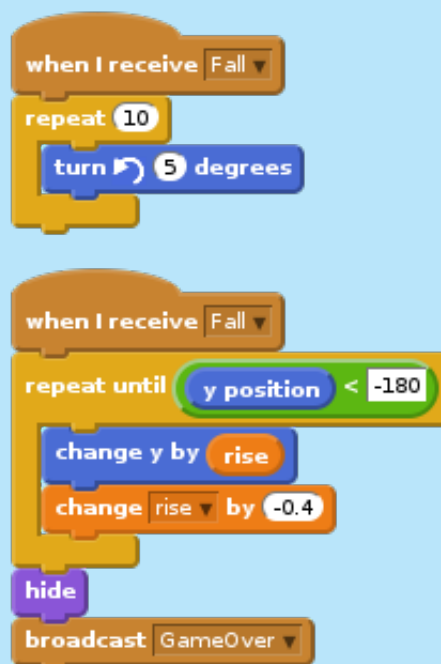 when I receive Fall
repeat 10
turn 5 degrees
when I receive Fall
repeat until y position < -180
change y by rise
change rise by -0.4
hide
broadcast GameOver